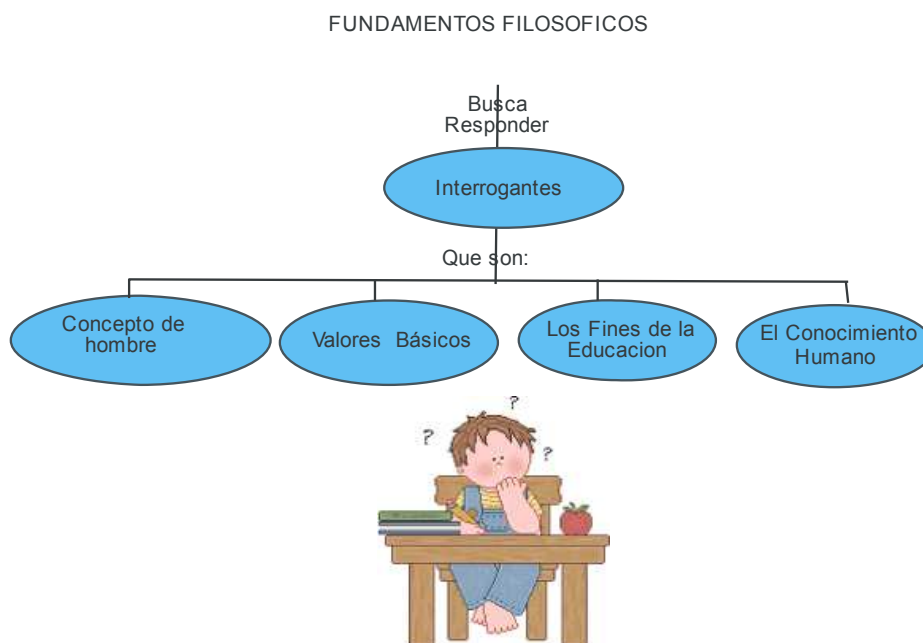 FUNDAMENTOS FILOSOFICOS
Busca
Responder
Interrogantes
Que son:
Concepto de
hombre
Valores Básicos
Los Fines de la
Educacion
El Conocimiento
Humano
?
?
?